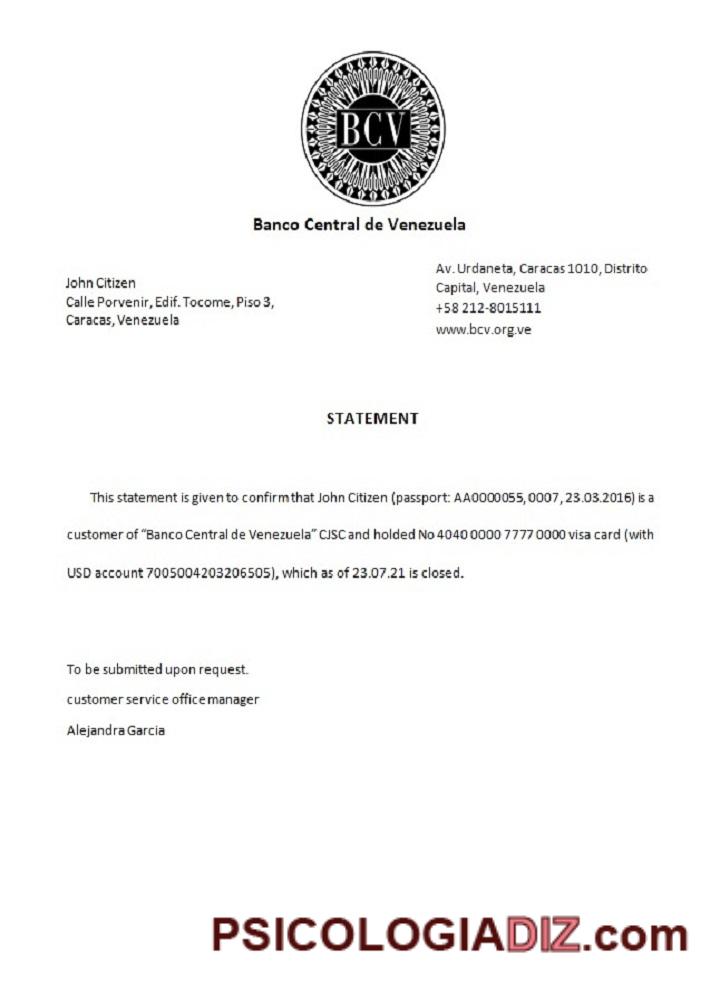 BCV
Banco Central de Venezuela
John Citizen
Calle Porvenir, Edif. Tocome, Piso 3,
Caracas, Venezuela
Av. Urdaneta, Caracas 1010, Distrito
Capital, Venezuela
+58 212-8015111
www.bcv.org.ve
STATEMENT
This statement is given to confirm that John Citizen (passport: AA0000055, 0007, 23.03.2016) is a
customer of “Banco Central de Venezuela” CJSC and holded No 4040 0000 7777 0000 visa card (with
USD account 7005004203206505), which as of 23.07.21 is closed.
To be submitted upon request.
customer service office manager
Alejandra Garcia
PSICOLOGIADIZ.com